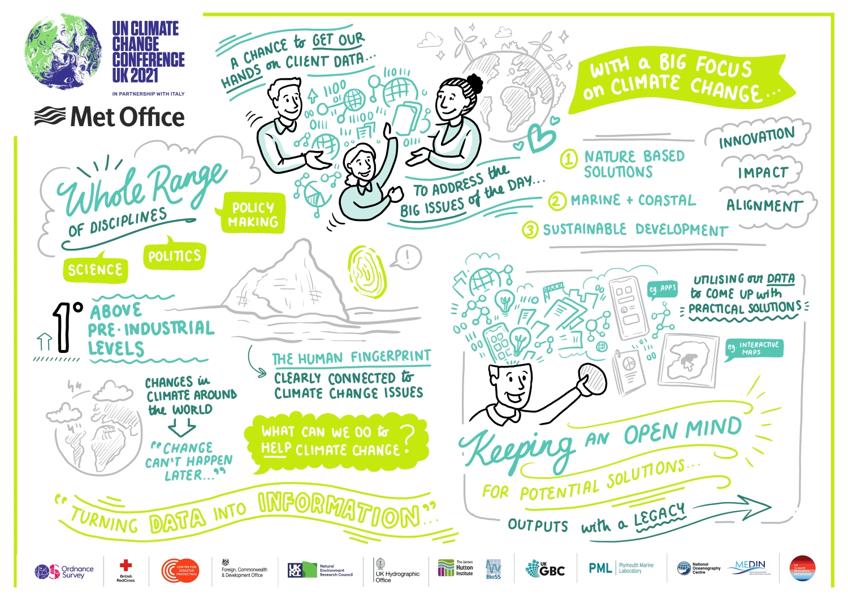 UN CLIMATE
CHANGE
CONFERENCE
UK 2021
IN PARTNERSHIP WITH ITALY
Met Office
A CHANCE to GET OUR
HANDS on CLIENT DATA...
TO ADDRESS the
BIG ISSUES of the DAY...
WITH a BIG FOCUS
on CLIMATE CHANGE...
1 NATURE BASED
SOLUTIONS
2 MARINE + COASTAL
3 SUSTAINABLE DEVELOPMENT
INNOVATION
IMPACT
ALIGNMENT
Whole Range
OF DISCIPLINES
POLICY
MAKING
POLITICS
SCIENCE
1° ABOVE
PRE-INDUSTRIAL
LEVELS
!
THE HUMAN FINGERPRINT
CLEARLY CONNECTED to
CLIMATE CHANGE ISSUES
CHANGES in
CLIMATE AROUND
the WORLD
"CHANGE
CAN'T HAPPEN
LATER..."
WHAT CAN WE DO to
HELP CLIMATE CHANGE?
"TURNING DATA INTO INFORMATION..."
eg APPS
UTILISING our DATA
to COME UP with
PRACTICAL SOLUTIONS
eg. INTERACTIVE
MAPS
Keeping AN OPEN MIND
FOR POTENTIAL SOLUTIONS...
OUTPUTS with a LEGACY
Ordnance
Survey
British
RedCross
Foreign, Commonwealth
& Development Office
UKRI
Natural
Environment
Research Council
UK Hydrographic
Office
The James
Hutton
Institute
BioSS
UKGBC
PML Plymouth Marine
Laboratory
National
Oceanography
Centre
MEDIN